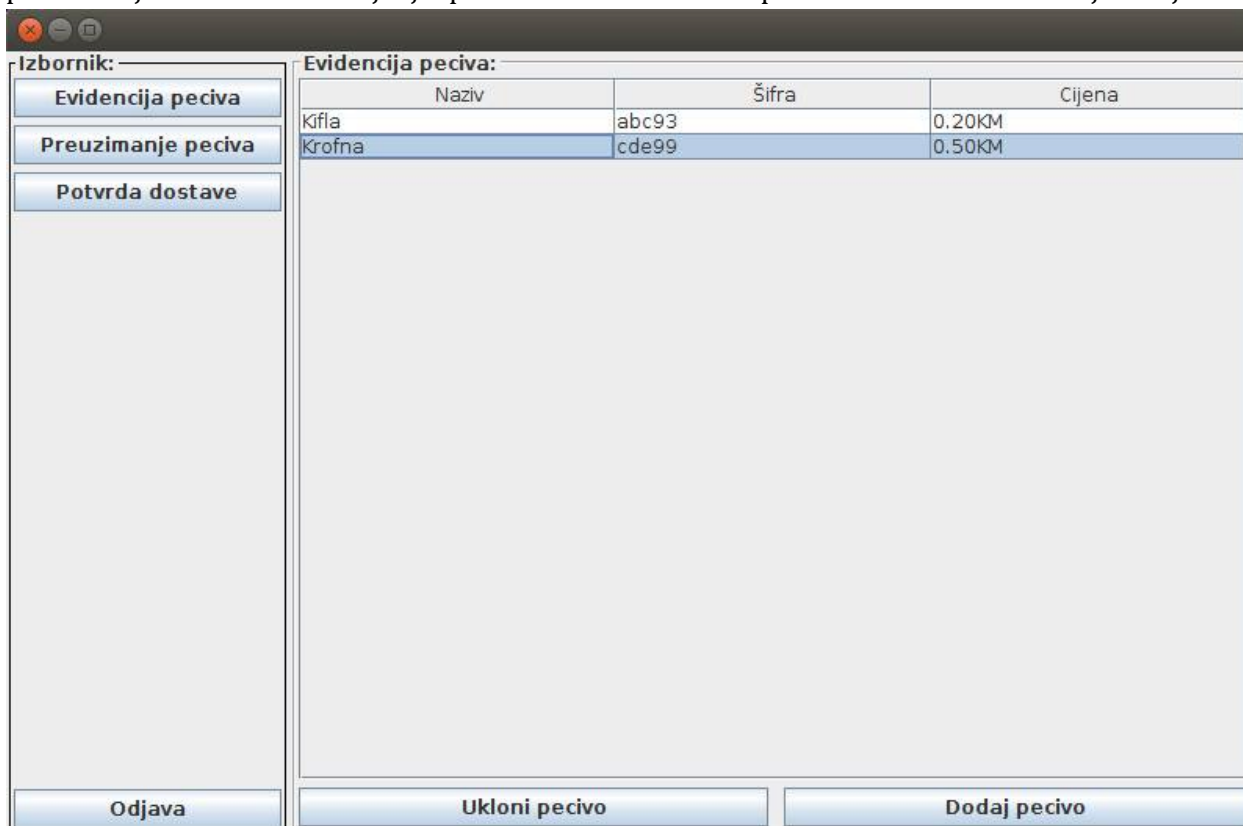 Izbornik:
Evidencija peciva
Preuzimanje peciva
Potvrda dostave
Odjava
Evidencija peciva:
Naziv Šifra Cijena
Kifla abc93 0.20KM
Krofna cde99 0.50KM
Ukloni pecivo Dodaj pecivo